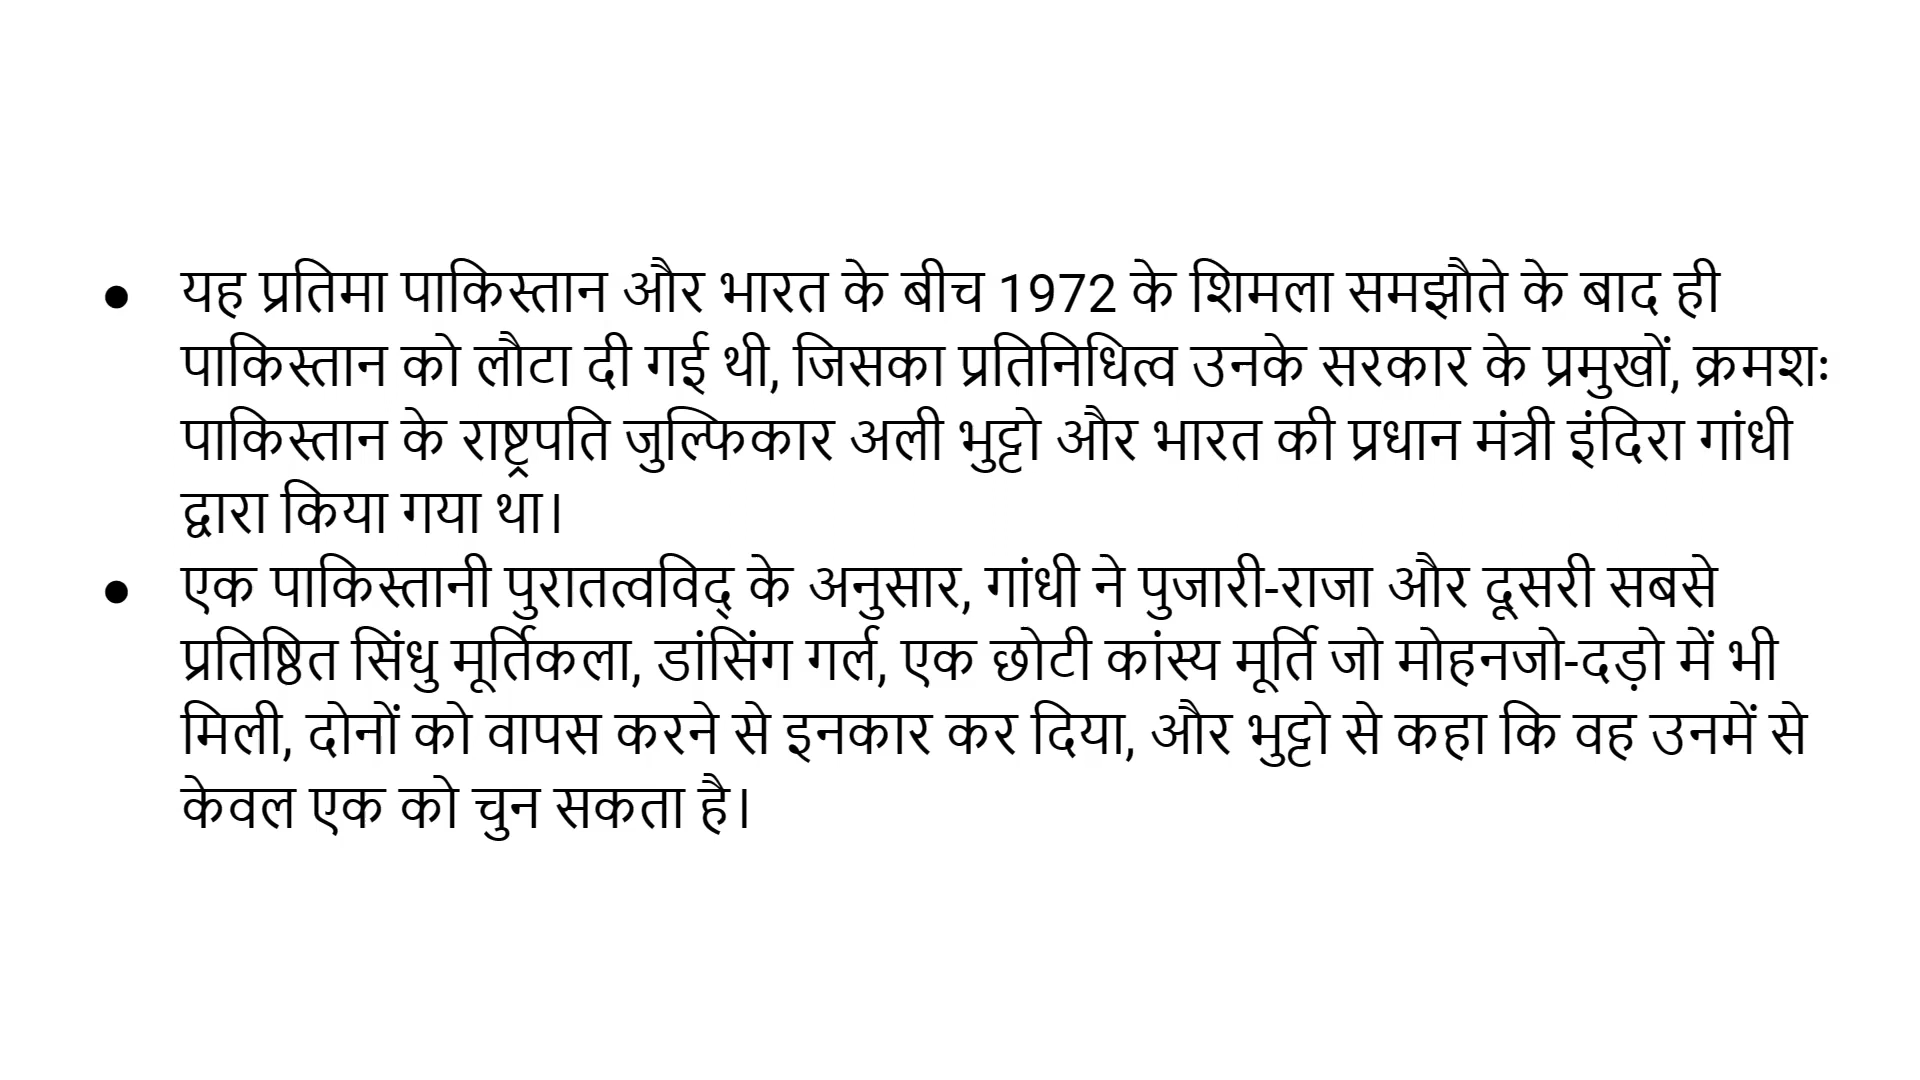 ● यह प्रतिमा पाकिस्तान और भारत के बीच 1972 के शिमला समझौते के बाद ही
पाकिस्तान को लौटा दी गई थी, जिसका प्रतिनिधित्व उनके सरकार के प्रमुखों, क्रमशः
पाकिस्तान के राष्ट्रपति जुल्फिकार अली भुट्टो और भारत की प्रधान मंत्री इंदिरा गांधी
द्वारा किया गया था।
● एक पाकिस्तानी पुरातत्वविद् के अनुसार, गांधी ने पुजारी-राजा और दूसरी सबसे
प्रतिष्ठित सिंधु मूर्तिकला, डांसिंग गर्ल, एक छोटी कांस्य मूर्ति जो मोहनजो-दड़ो में भी
मिली, दोनों को वापस करने से इनकार कर दिया, और भुट्टो से कहा कि वह उनमें से
केवल एक को चुन सकता है।